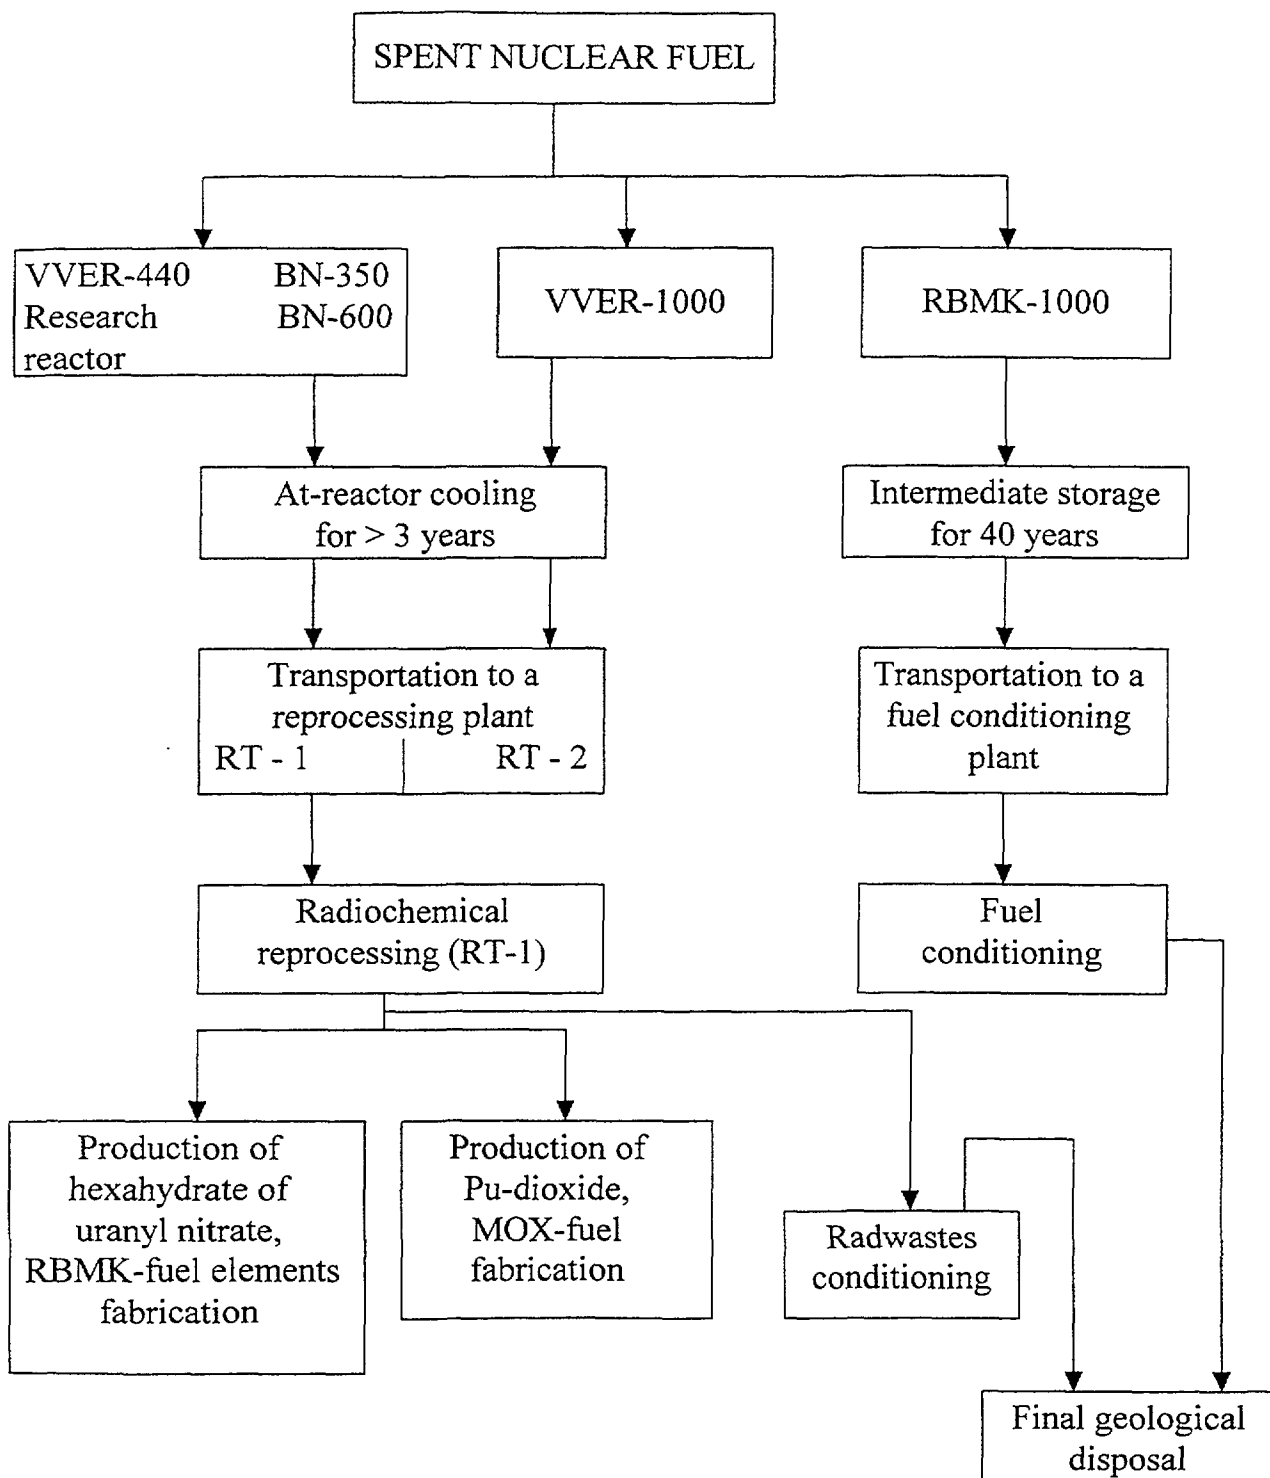 SPENT NUCLEAR FUEL
VVER-440 BN-350
Research BN-600
reactor
VVER-1000
RBMK-1000
At-reactor cooling
for > 3 years
Intermediate storage
for 40 years
Transportation to a
reprocessing plant
RT - 1 RT - 2
Transportation to a
fuel conditioning
plant
Radiochemical
reprocessing (RT-1)
Fuel
conditioning
Production of
hexahydrate of
uranyl nitrate,
RBMK-fuel elements
fabrication
Production of
Pu-dioxide,
MOX-fuel
fabrication
Radwastes
conditioning
Final geological
disposal